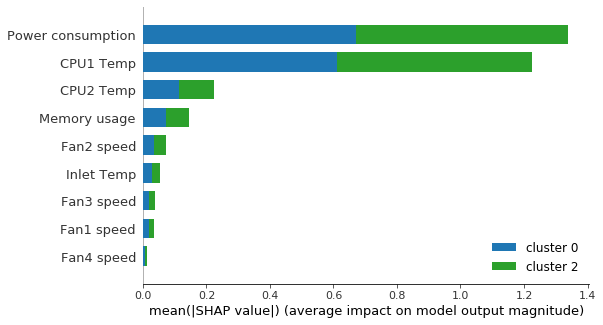 Power consumption
CPU1 Temp
CPU2 Temp
Memory usage
Fan2 speed
Inlet Temp
Fan3 speed
Fan1 speed
Fan4 speed
cluster 0
cluster 2
0.0 0.2 0.4 0.6 0.8 1.0 1.2 1.4
mean(|SHAP value|) (average impact on model output magnitude)